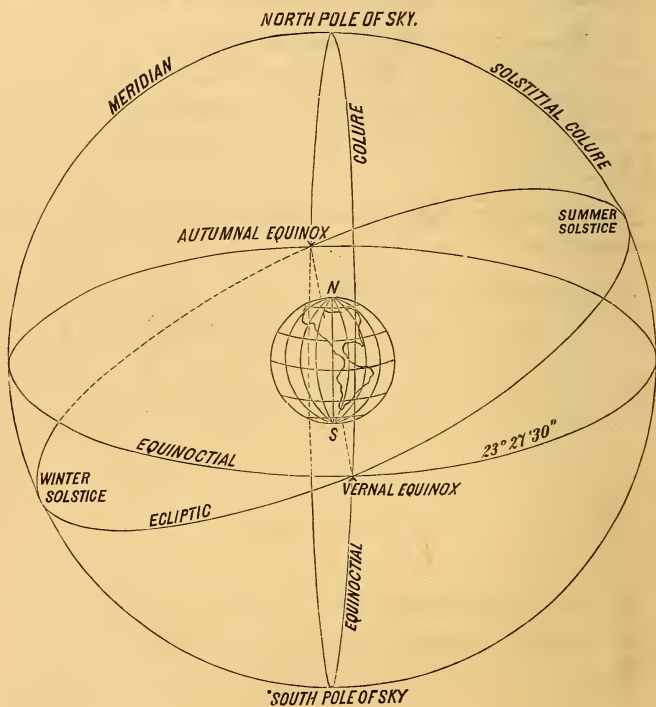 NORTH POLE OF SKY.
MERIDIAN
SOLSTITIAL COLURE
COLURE
SUMMER
SOLSTICE
AUTUMNAL EQUINOX
N
S
EQUINOCTIAL
23° 27' 30"
WINTER
SOLSTICE
VERNAL EQUINOX
ECLIPTIC
EQUINOCTIAL
SOUTH POLE OF SKY